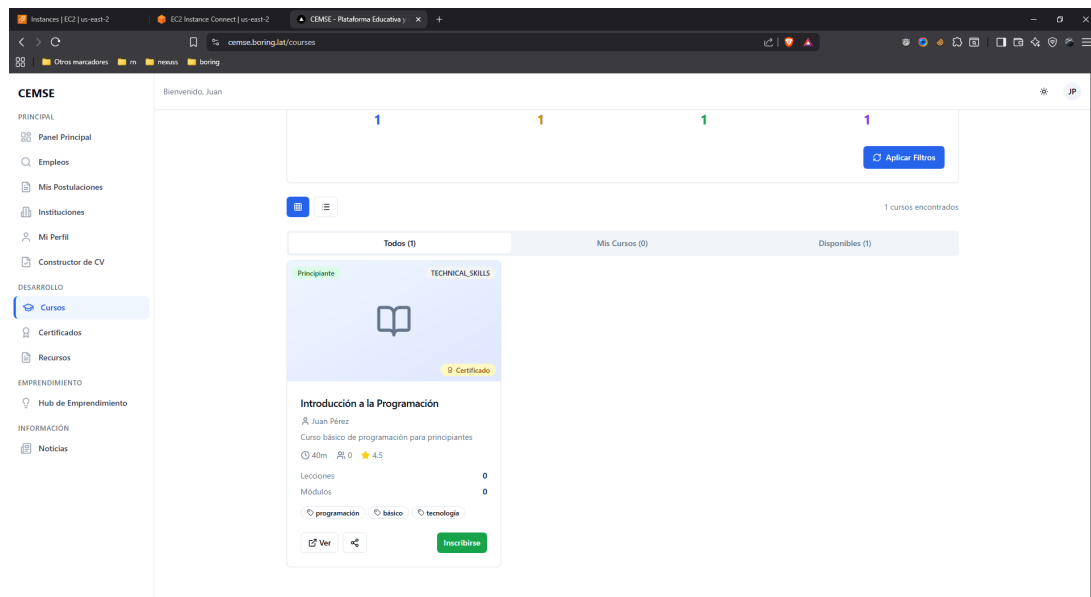 Instances | EC2 | us-east-2
EC2 Instance Connect | us-east-2
CEMSE - Plataforma Educativa y
cemse.boring.lat/courses
Otros marcadores
rn
nexuss
boring
CEMSE
Bienvenido, Juan
JP
PRINCIPAL
Panel Principal
Empleos
Mis Postulaciones
Instituciones
Mi Perfil
Constructor de CV
DESARROLLO
Cursos
Certificados
Recursos
EMPRENDIMIENTO
Hub de Emprendimiento
INFORMACIÓN
Noticias
1 1 1 1
Aplicar Filtros
1 cursos encontrados
Todos (1) Mis Cursos (0) Disponibles (1)
Principiante TECHNICAL_SKILLS
Certificado
Introducción a la Programación
Juan Pérez
Curso básico de programación para principiantes
40m 0 4.5
Lecciones 0
Módulos 0
programación básico tecnología
Ver Inscribirse